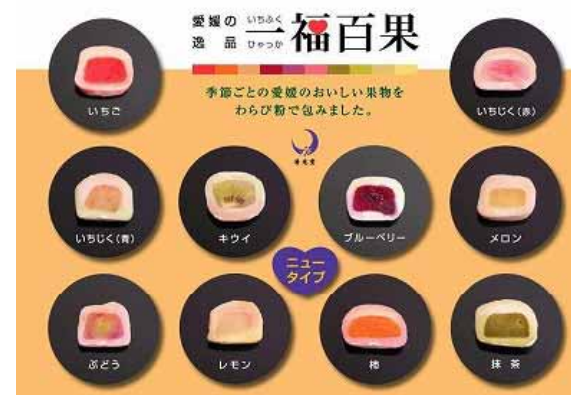 愛媛の
逸品
いちふく
ひゃっか
一福百果
季節ごとの愛媛のおいしい果物を
わらび粉で包みました。
いちご
いちじく(赤)
いちじく(青)
キウイ
ブルーベリー
メロン
ニュー
タイプ
ぶどう
レモン
柿
抹茶